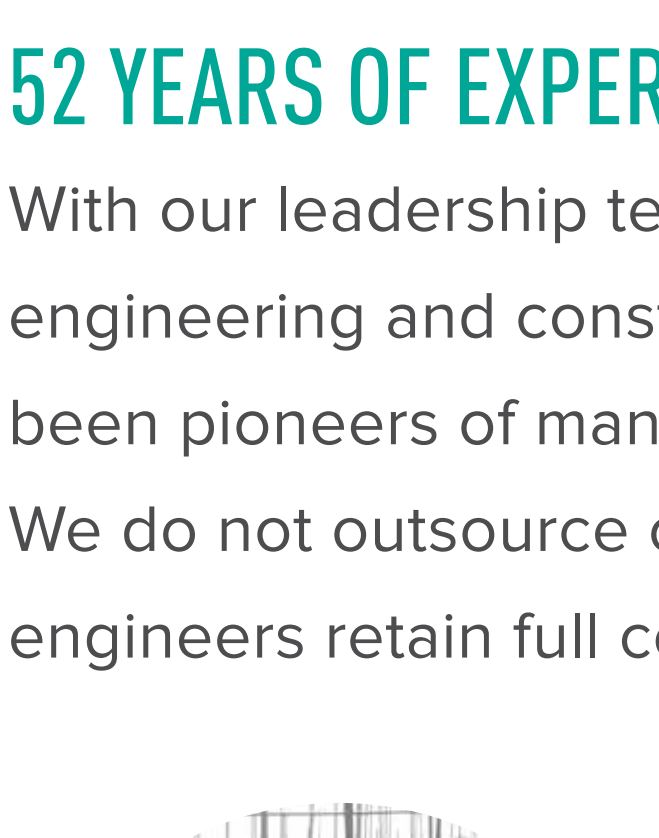 52 YEARS OF EXPER
With our leadership te
engineering and const
been pioneers of man
We do not outsource
engineers retain full c